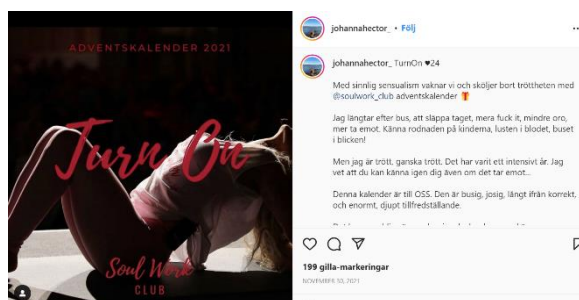 ADVENTSKALENDER 2021
Turn On
Soul Work
CLUB
johannahector_ • Följ
johannahector_ TurnOn ♥24
Med sinnlig sensualism vaknar vi och sköljer bort tröttheten med
@soulwork_club adventskalender
Jag längtar efter bus, att släppa taget, mera fuck it, mindre oro,
mer ta emot. Känna rodnaden på kinderna, lusten i blodet, buset
i blicken!
Men jag är trött, ganska trött. Det har varit ett intensivt år. Jag
vet att du kan känna igen dig även om det tar emot...
Denna kalender är till OSS. Den är busig, josig, långt ifrån korrekt,
och enormt, djupt tillfredställande.
199 gilla-markeringar
NOVEMBER 30, 2021